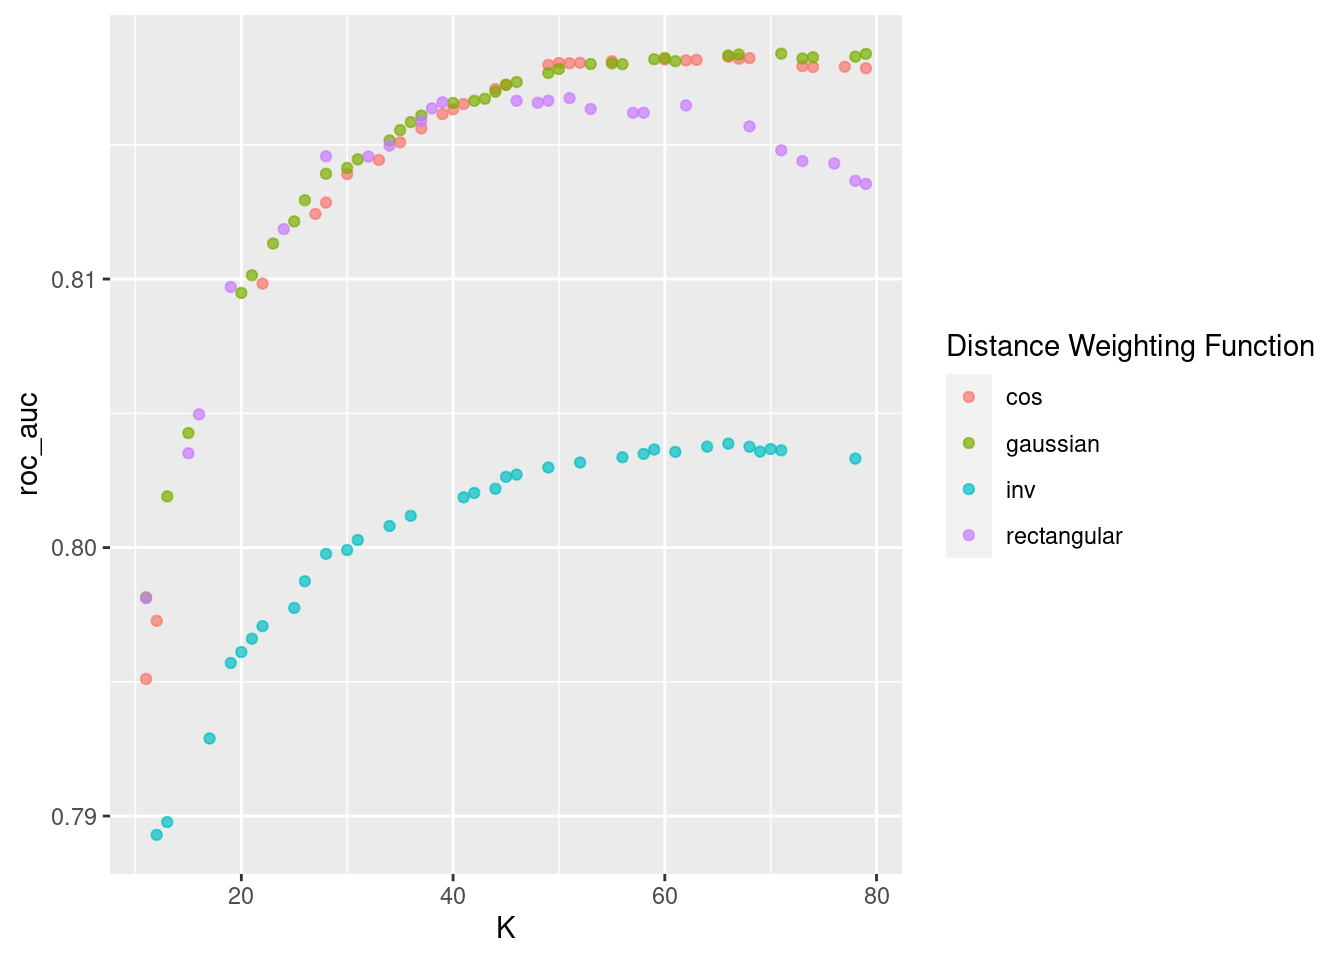 0.81
0.80
0.79
roc_auc
20 40 60 80
K
Distance Weighting Function
cos
gaussian
inv
rectangular